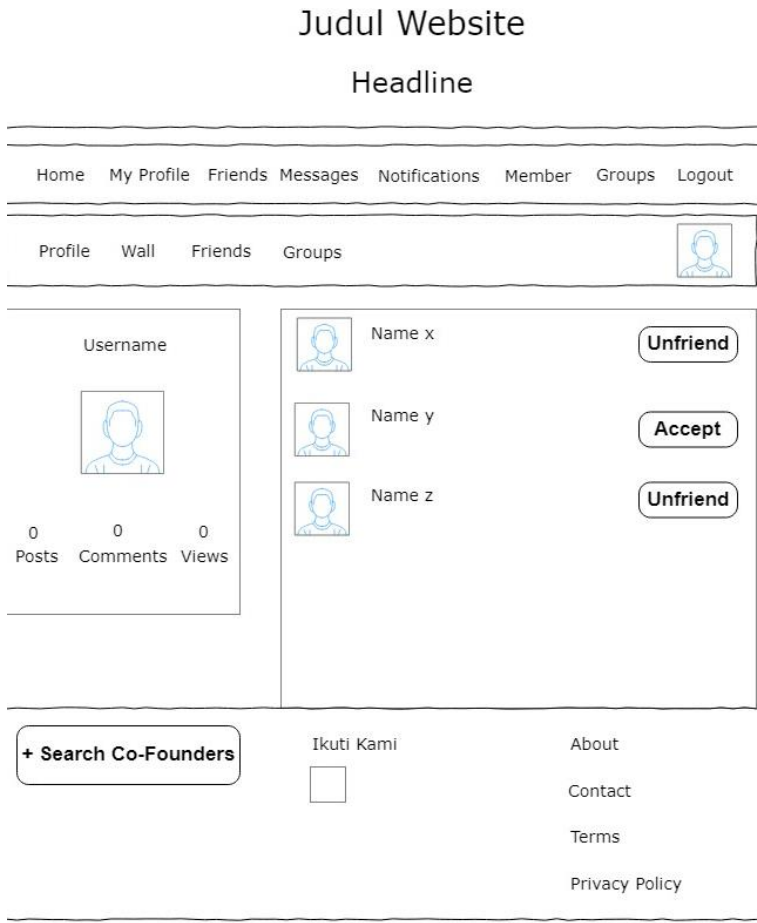 Judul Website
Headline
Home My Profile Friends Messages Notifications Member Groups Logout
Profile Wall Friends Groups
Username
0 0 0
Posts Comments Views
Name x Unfriend
Name y Accept
Name z Unfriend
+ Search Co-Founders
Ikuti Kami
About
Contact
Terms
Privacy Policy